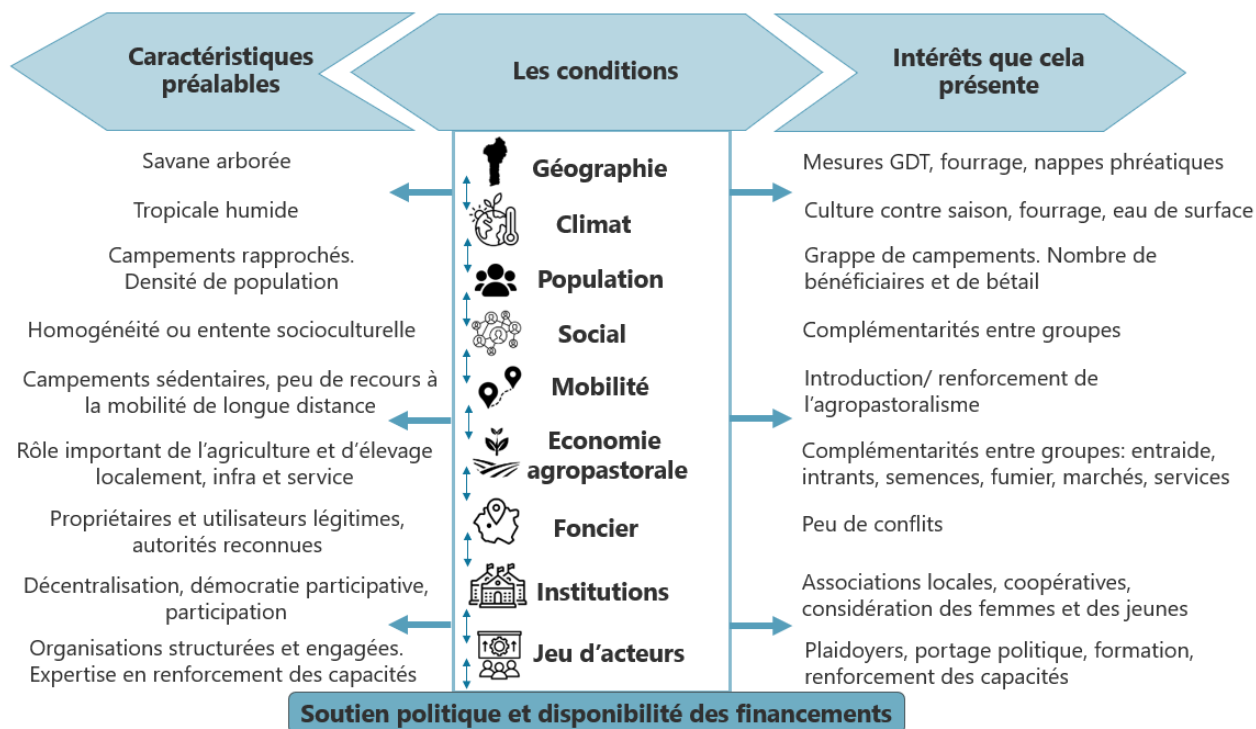 Caractéristiques
préalables
Les conditions
Intérêts que cela
présente
Savane arborée
Géographie
Mesures GDT, fourrage, nappes phréatiques
Tropicale humide
Climat
Culture contre saison, fourrage, eau de surface
Campements rapprochés.
Densité de population
Population
Grappe de campements. Nombre de
bénéficiaires et de bétail
Homogénéité ou entente socioculturelle
Social
Complémentarités entre groupes
Campements sédentaires, peu de recours à
la mobilité de longue distance
Mobilité
Introduction/ renforcement de
l’agropastoralisme
Rôle important de l’agriculture et d’élevage
localement, infra et service
Economie
agropastorale
Complémentarités entre groupes: entraide,
intrants, semences, fumier, marchés, services
Propriétaires et utilisateurs légitimes,
autorités reconnues
Foncier
Peu de conflits
Décentralisation, démocratie participative,
participation
Institutions
Associations locales, coopératives,
considération des femmes et des jeunes
Organisations structurées et engagées.
Expertise en renforcement des capacités
Jeu d’acteurs
Plaidoyers, portage politique, formation,
renforcement des capacités
Soutien politique et disponibilité des financements